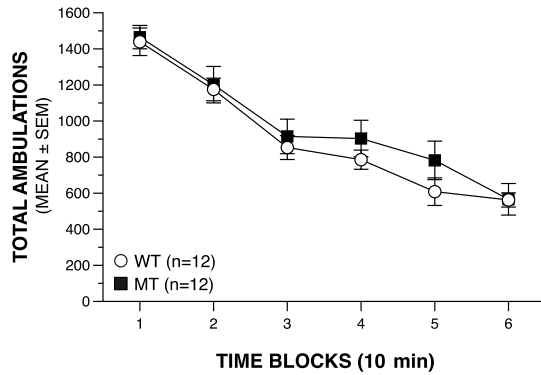 TOTAL AMBULATIONS
(MEAN ± SEM)
1600
1400
1200
1000
800
600
400
200
0
WT (n=12)
MT (n=12)
1 2 3 4 5 6
TIME BLOCKS (10 min)